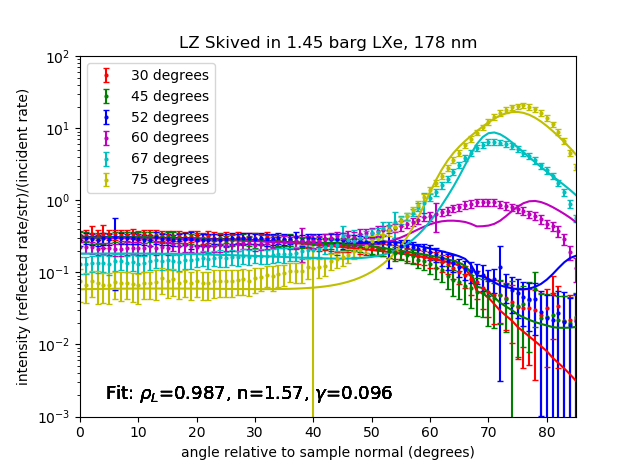 LZ Skived in 1.45 barg LXe, 178 nm
10²
10¹
10⁰
10⁻¹
10⁻²
10⁻³
intensity (reflected rate/str)/(incident rate)
30 degrees
45 degrees
52 degrees
60 degrees
67 degrees
75 degrees
Fit: ρ_L=0.987, n=1.57, γ=0.096
0 10 20 30 40 50 60 70 80
angle relative to sample normal (degrees)